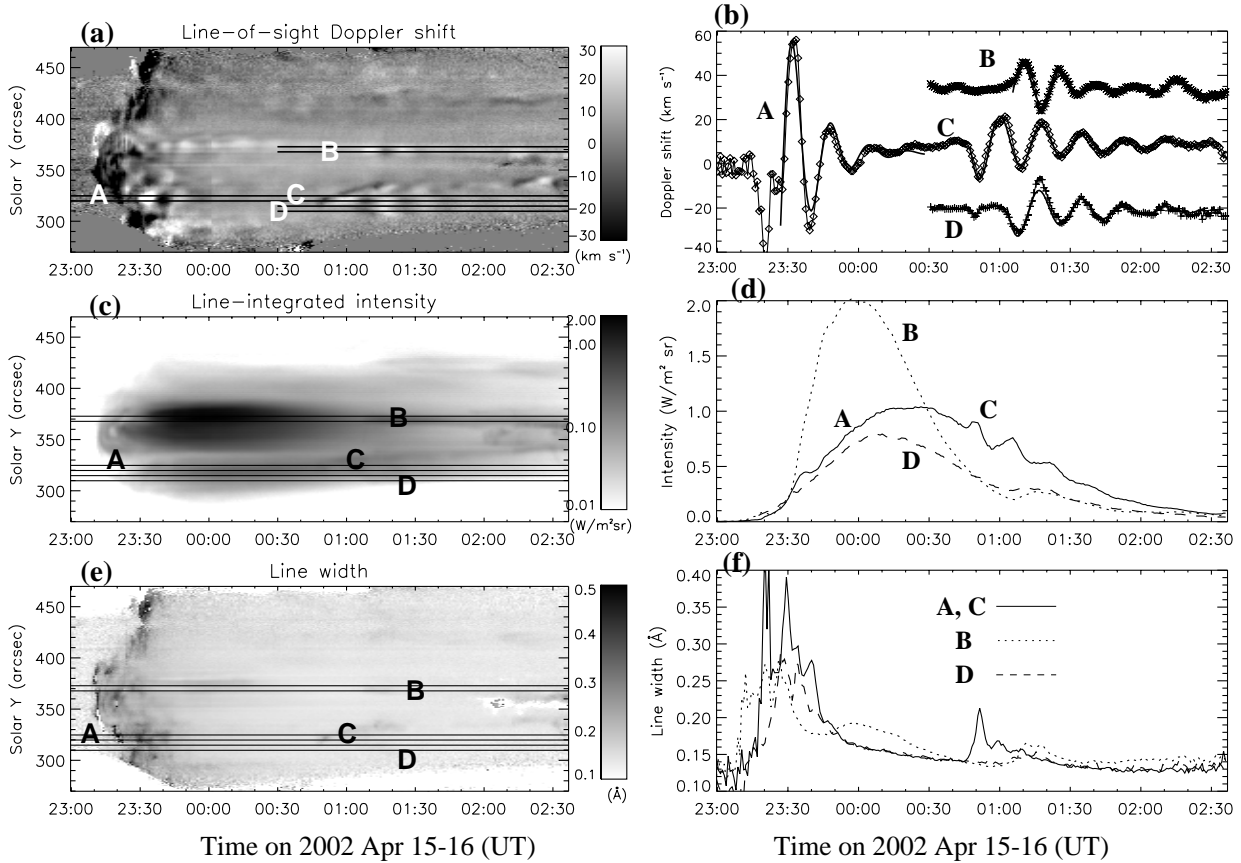 (a)
Line-of-sight Doppler shift
Solar Y (arcsec)
450
400
350
300
B
A
C
D
23:00 23:30 00:00 00:30 01:00 01:30 02:00 02:30
30
20
10
0
10
20
30
(km s⁻¹)
(b)
Doppler shift (km s⁻¹)
60
40
20
0
-20
-40
A
B
C
D
23:00 23:30 00:00 00:30 01:00 01:30 02:00 02:30
(c)
Line-integrated intensity
Solar Y (arcsec)
450
400
350
300
B
A
C
D
23:00 23:30 00:00 00:30 01:00 01:30 02:00 02:30
2.00
1.00
0.10
0.01
(W/m²sr)
(d)
Intensity (W/m² sr)
2.0
1.5
1.0
0.5
0.0
B
A
C
D
23:00 23:30 00:00 00:30 01:00 01:30 02:00 02:30
(e)
Line width
Solar Y (arcsec)
450
400
350
300
B
A
C
D
23:00 23:30 00:00 00:30 01:00 01:30 02:00 02:30
0.5
0.4
0.3
0.2
0.1
(Å)
Time on 2002 Apr 15-16 (UT)
(f)
Line width (Å)
0.40
0.35
0.30
0.25
0.20
0.15
0.10
A, C
B
D
23:00 23:30 00:00 00:30 01:00 01:30 02:00 02:30
Time on 2002 Apr 15-16 (UT)